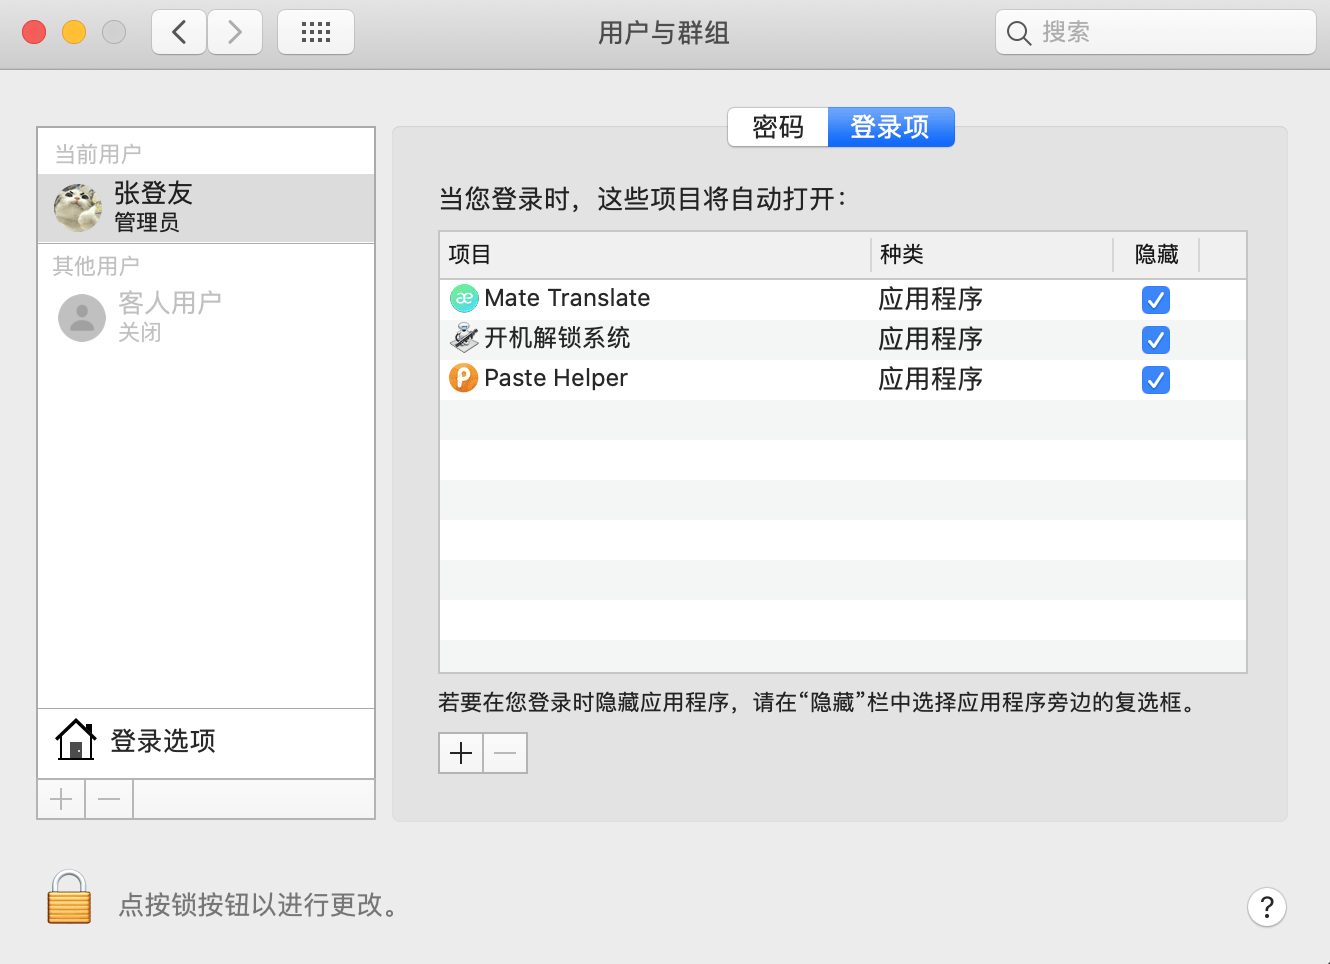 用户与群组
搜索
当前用户
张登友
管理员
其他用户
客人用户
关闭
登录选项
密码
登录项
当您登录时，这些项目将自动打开：
项目 种类 隐藏
Mate Translate 应用程序
开机解锁系统 应用程序
Paste Helper 应用程序
若要在您登录时隐藏应用程序，请在“隐藏”栏中选择应用程序旁边的复选框。
点按锁按钮以进行更改。
?